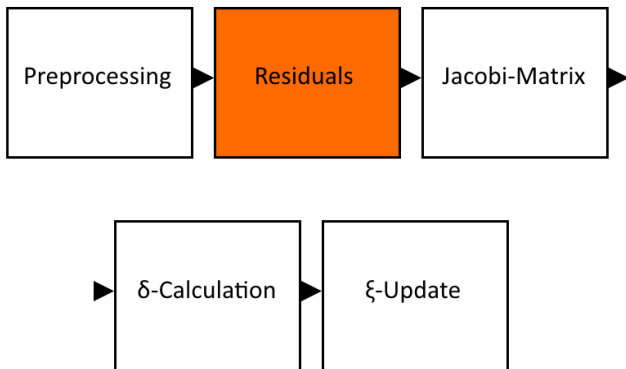 Preprocessing
Residuals
Jacobi-Matrix
δ-Calculation
ξ-Update